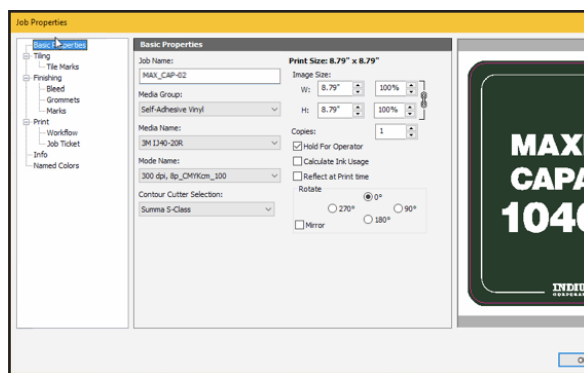 Job Properties
Basic Properties
Tiling
Tile Marks
Finishing
Bleed
Grommets
Marks
Print
Workflow
Job Ticket
Info
Named Colors
Basic Properties
Job Name:
MAX_CAP-02
Media Group:
Self-Adhesive Vinyl
Media Name:
3M IJ40-20R
Mode Name:
300 dpi, 8p_CMYKcm_100
Contour Cutter Selection:
Summa S-Class
Print Size: 8.79" x 8.79"
Image Size:
W: 8.79" 100%
H: 8.79" 100%
Copies: 1
Hold For Operator
Calculate Ink Usage
Reflect at Print time
Rotate
0°
270° 90°
180°
Mirror